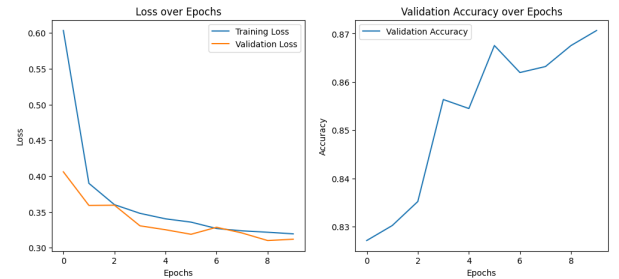 Loss over Epochs
Training Loss
Validation Loss
0.60
0.55
0.50
0.45
0.40
0.35
0.30
Loss
0 2 4 6 8
Epochs
Validation Accuracy over Epochs
Validation Accuracy
0.87
0.86
0.85
0.84
0.83
Accuracy
0 2 4 6 8
Epochs